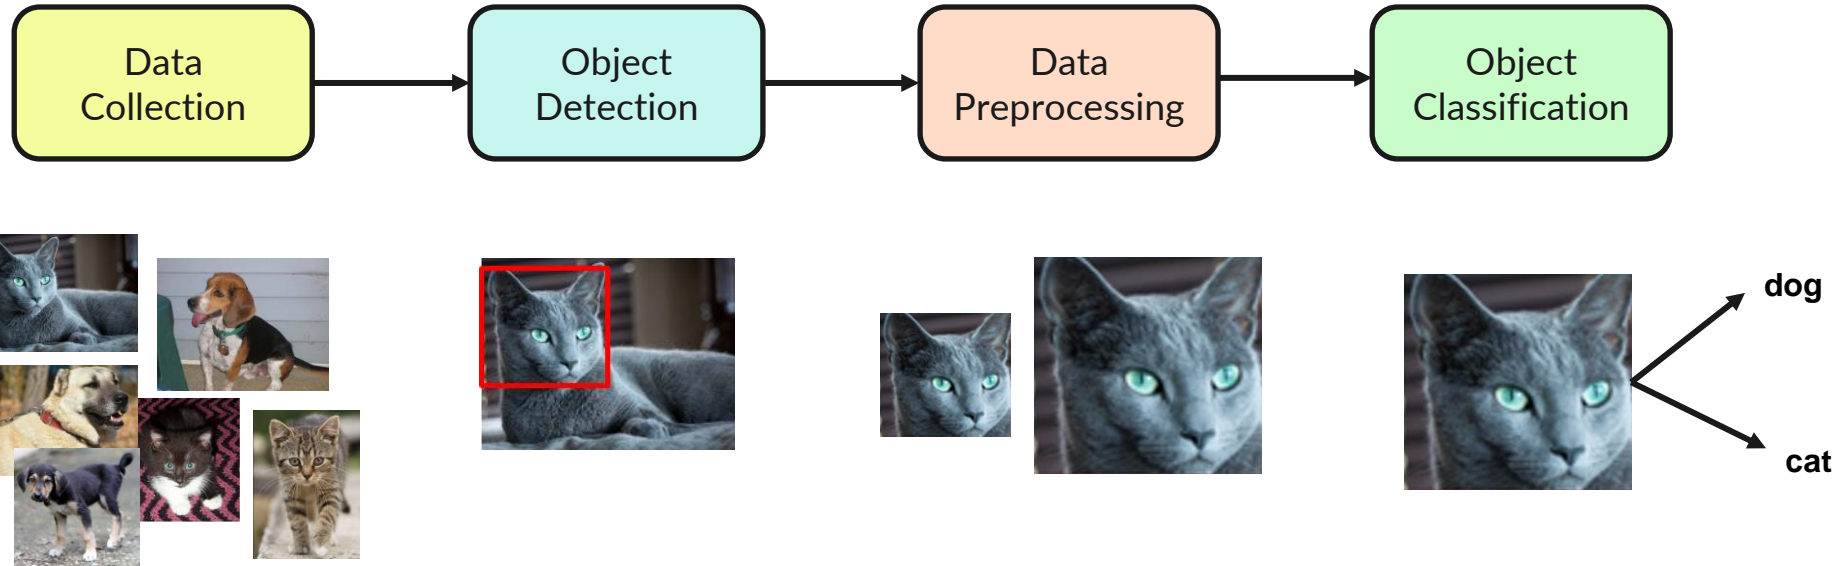 Data
Collection
Object
Detection
Data
Preprocessing
Object
Classification
dog
cat